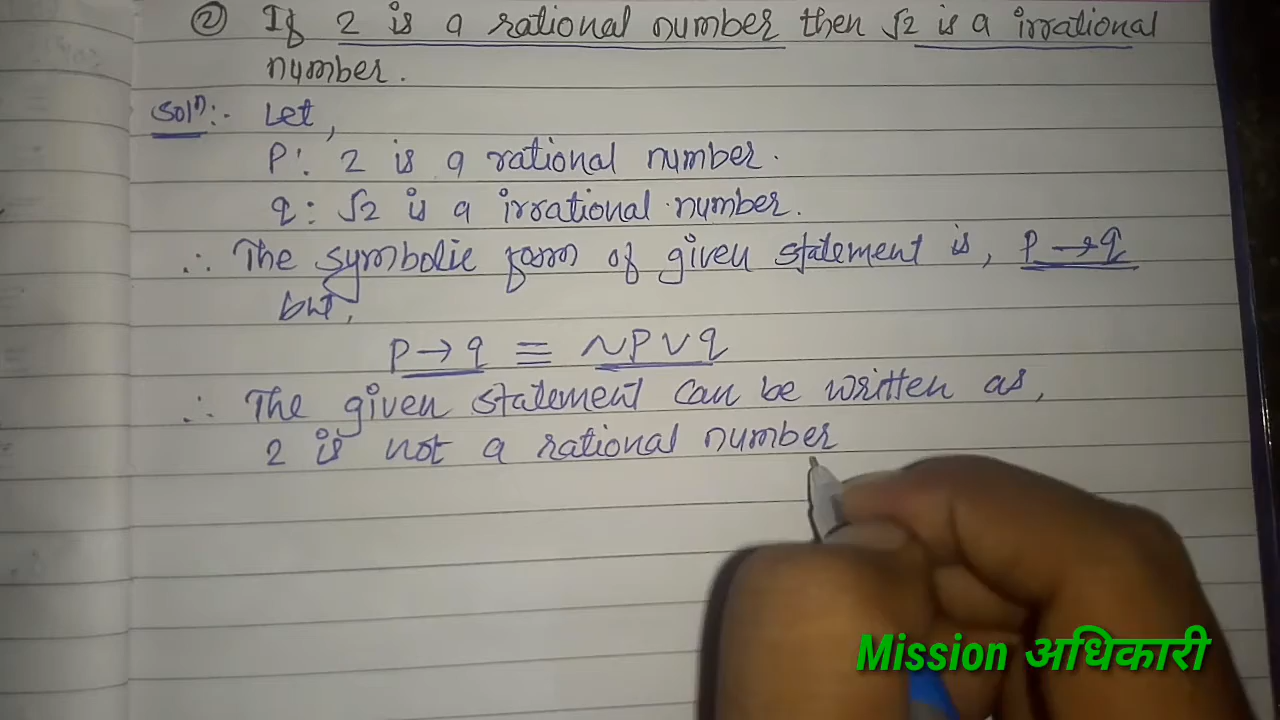 ② If 2 is a rational number then √2 is a irrational
number.
Solⁿ:- Let,
P: 2 is a rational number.
q: √2 is a irrational number.
∴ The symbolic form of given statement is, P → q
but,
P → q ≡ ~P ∨ q
∴ The given statement can be written as,
2 is not a rational number
Mission अधिकारी